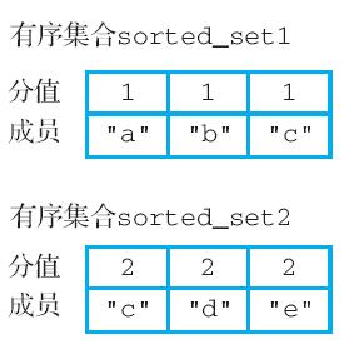 有序集合sorted_set1
分值 1 1 1
成员 "a" "b" "c"
有序集合sorted_set2
分值 2 2 2
成员 "c" "d" "e"